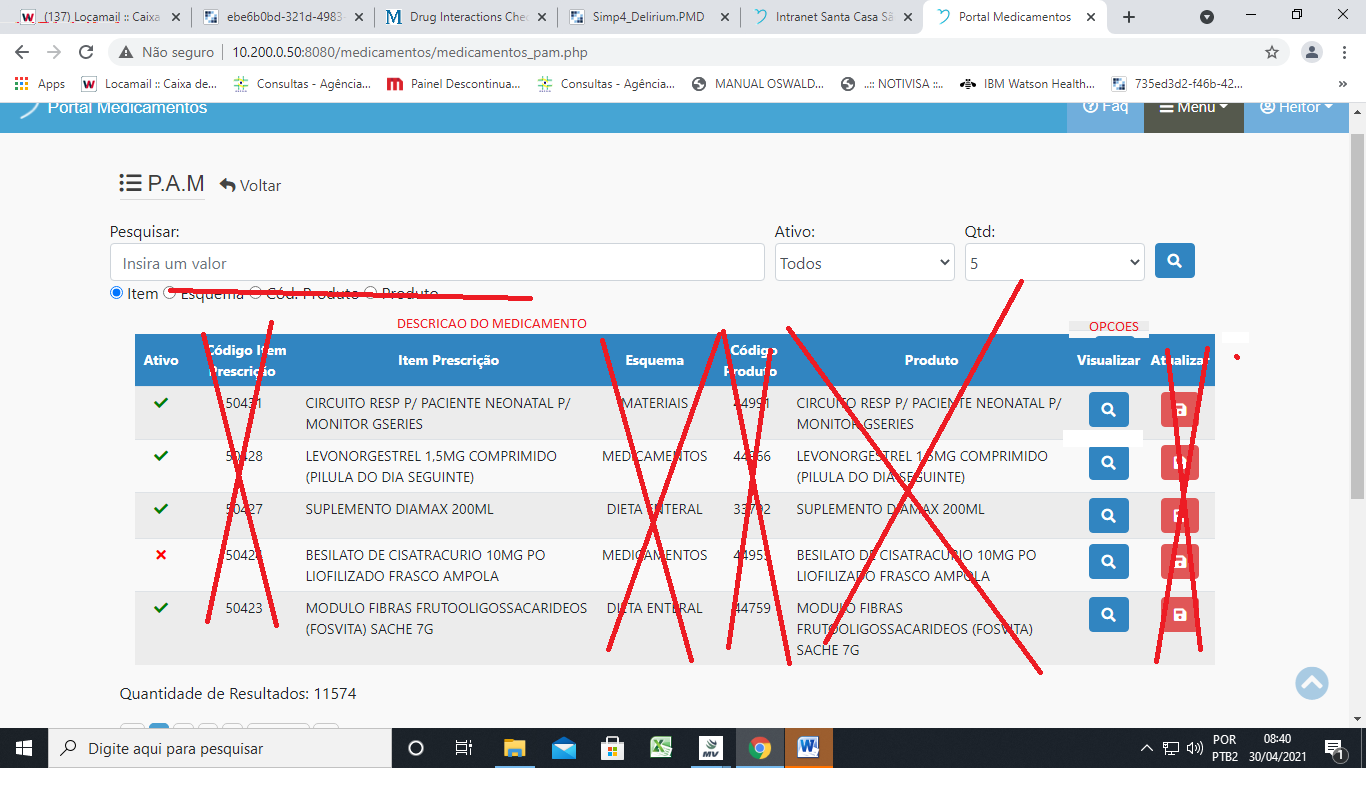 (137) Locamail :: Caixa
ebe6b0bd-321d-4983-
Drug Interactions Che
Simp4_Delirium.PMD
Intranet Santa Casa Sã
Portal Medicamentos
Não seguro
10.200.0.50:8080/medicamentos/medicamentos_pam.php
Apps
Locamail :: Caixa de...
Consultas - Agência...
Painel Descontinua...
Consultas - Agência...
MANUAL OSWALD...
..:: NOTIVISA ::..
IBM Watson Health...
735ed3d2-f46b-42...
Portal Medicamentos
Faq
Menu
Heitor
P.A.M
Voltar
Pesquisar:
Ativo:
Qtd:
Insira um valor
Todos
5
Item
Esquema
Cód. Produto
Produto
DESCRICAO DO MEDICAMENTO
OPCOES
Ativo
Código Item Prescrição
Item Prescrição
Esquema
Código Produto
Produto
Visualizar
Atualizar
50431
CIRCUITO RESP P/ PACIENTE NEONATAL P/
MONITOR GSERIES
MATERIAIS
44991
CIRCUITO RESP P/ PACIENTE NEONATAL P/
MONITOR GSERIES
50428
LEVONORGESTREL 1,5MG COMPRIMIDO
(PILULA DO DIA SEGUINTE)
MEDICAMENTOS
LEVONORGESTREL 1,5MG COMPRIMIDO
(PILULA DO DIA SEGUINTE)
50427
SUPLEMENTO DIAMAX 200ML
DIETA ENTERAL
SUPLEMENTO DIAMAX 200ML
BESILATO DE CISATRACURIO 10MG PO
LIOFILIZADO FRASCO AMPOLA
MEDICAMENTOS
BESILATO DE CISATRACURIO 10MG PO
LIOFILIZADO FRASCO AMPOLA
50423
MODULO FIBRAS FRUTOOLIGOSSACARIDEOS
(FOSVITA) SACHE 7G
DIETA ENTERAL
44759
MODULO FIBRAS
FRUTOOLIGOSSACARIDEOS (FOSVITA)
SACHE 7G
Quantidade de Resultados: 11574
Digite aqui para pesquisar
POR
PTB2
08:40
30/04/2021
1